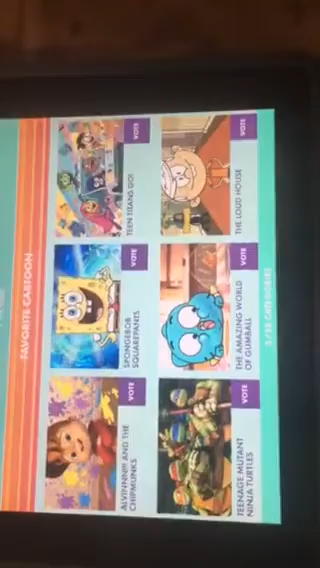 FAVORITE CARTOON
ALVINNN!!! AND THE
CHIPMUNKS
VOTE
SPONGEBOB
SQUAREPANTS
VOTE
TEEN TITANS GO!
VOTE
TEENAGE MUTANT
NINJA TURTLES
VOTE
THE AMAZING WORLD
OF GUMBALL
VOTE
THE LOUD HOUSE
VOTE
CATEGORIES